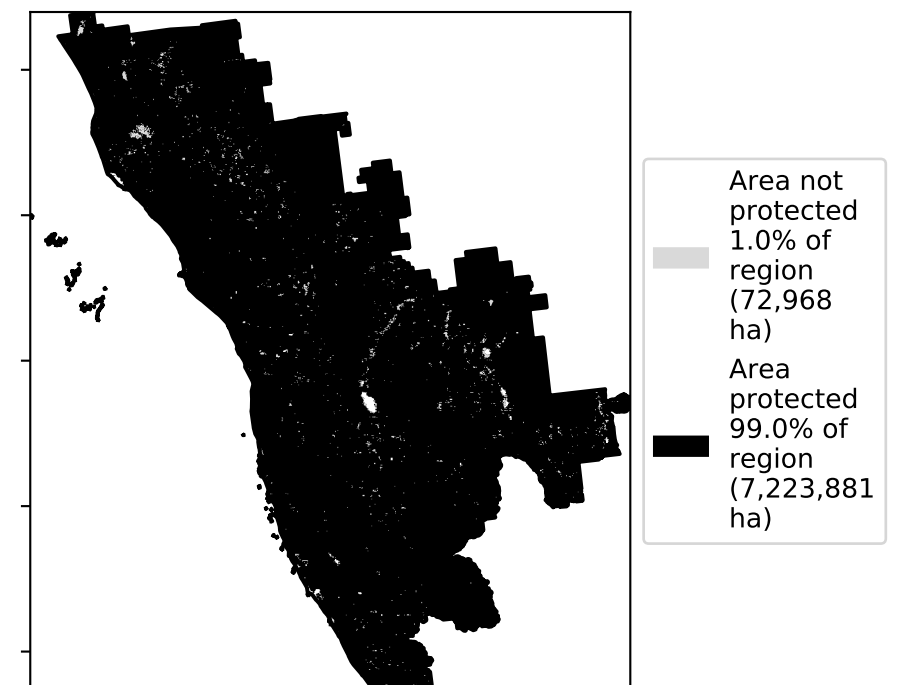 Area not
protected
1.0% of
region
(72,968
ha)
Area
protected
99.0% of
region
(7,223,881
ha)